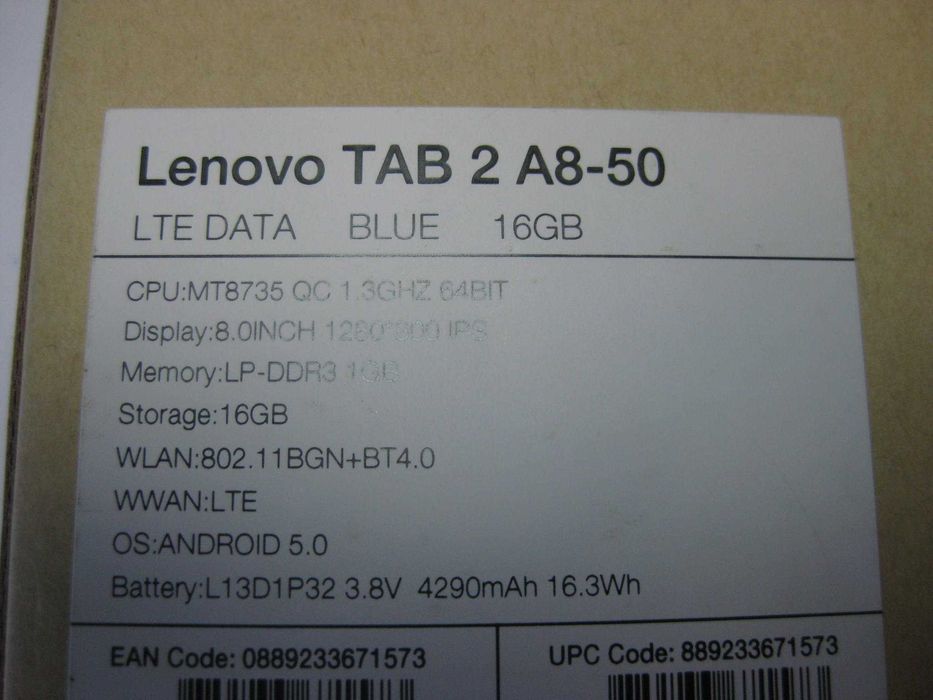 Lenovo TAB 2 A8-50
LTE DATA BLUE 16GB
CPU:MT8735 QC 1.3GHZ 64BIT
Display:8.0INCH 1280*800 IPS
Memory:LP-DDR3 1GB
Storage:16GB
WLAN:802.11BGN+BT4.0
WWAN:LTE
OS:ANDROID 5.0
Battery:L13D1P32 3.8V 4290mAh 16.3Wh
EAN Code: 0889233671573
UPC Code: 889233671573